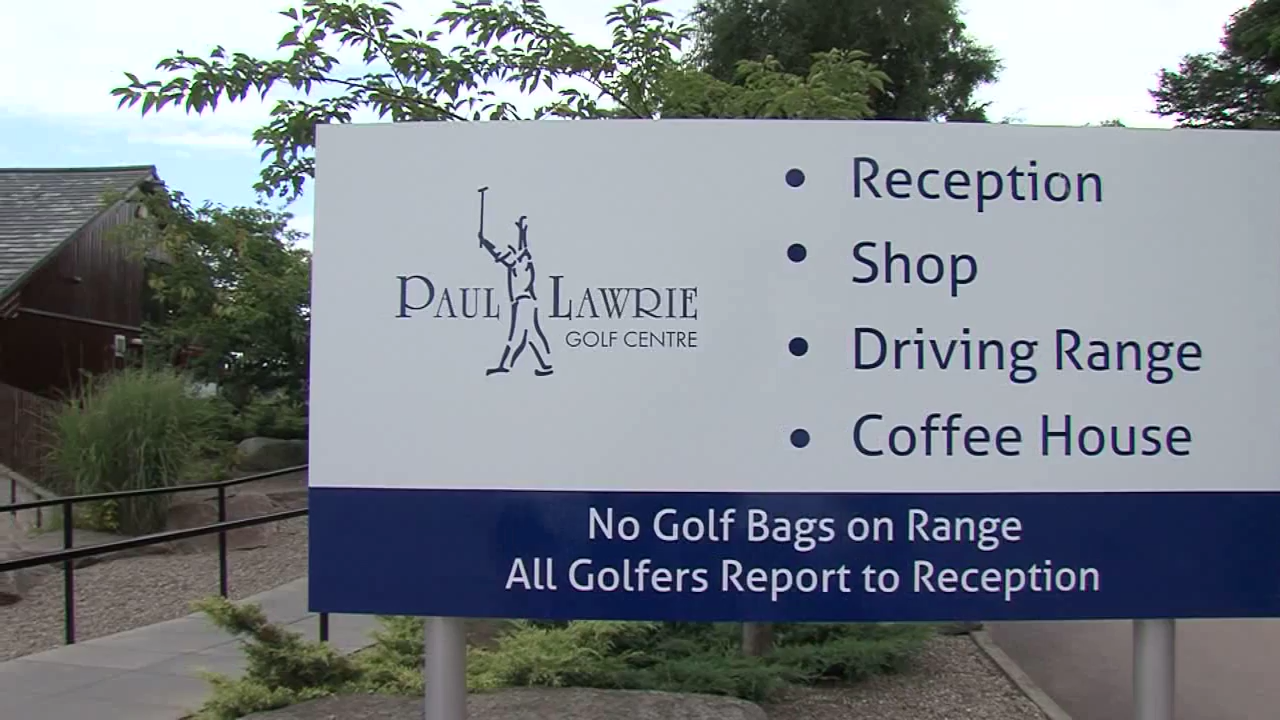 PAUL LAWRIE
GOLF CENTRE
• Reception
• Shop
• Driving Range
• Coffee House
No Golf Bags on Range
All Golfers Report to Reception